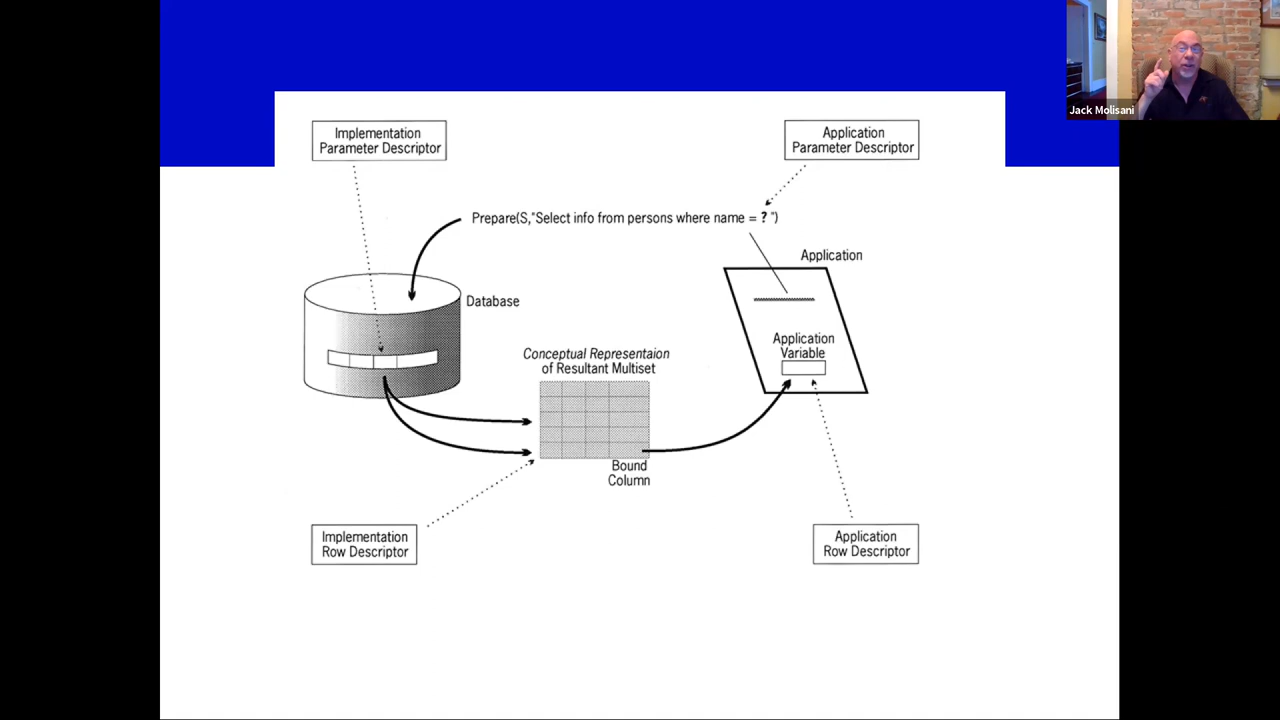 Jack Molisani
Implementation
Parameter Descriptor
Application
Parameter Descriptor
Prepare(S,"Select info from persons where name = ? ")
Application
Database
Application
Variable
Conceptual Representaion
of Resultant Multiset
Bound
Column
Implementation
Row Descriptor
Application
Row Descriptor